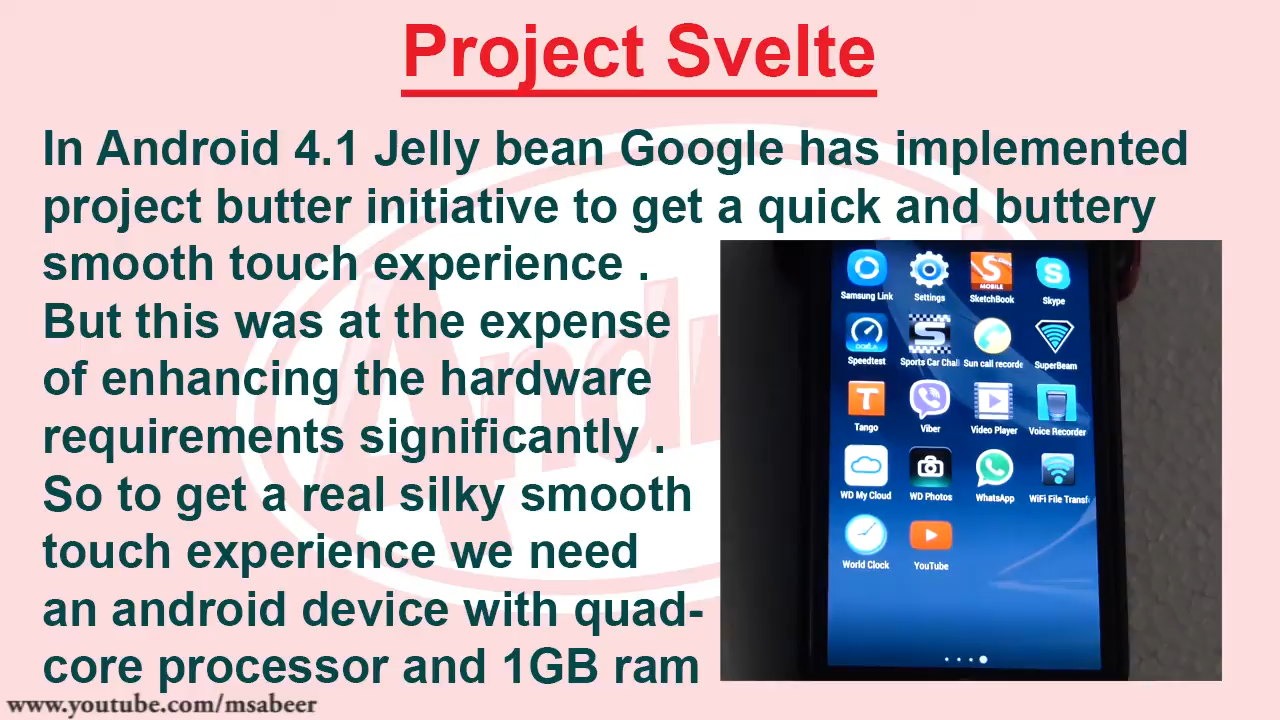 Project Svelte
In Android 4.1 Jelly bean Google has implemented
project butter initiative to get a quick and buttery
smooth touch experience .
But this was at the expense
of enhancing the hardware
requirements significantly .
So to get a real silky smooth
touch experience we need
an android device with quad-
core processor and 1GB ram
Samsung Link Settings SketchBook Skype
MOBILE
Speedtest Sports Car Chal Sun call recorde SuperBeam
Tango Viber Video Player Voice Recorder
WD My Cloud WD Photos WhatsApp WiFi File Transf
World Clock YouTube
www.youtube.com/msabeer